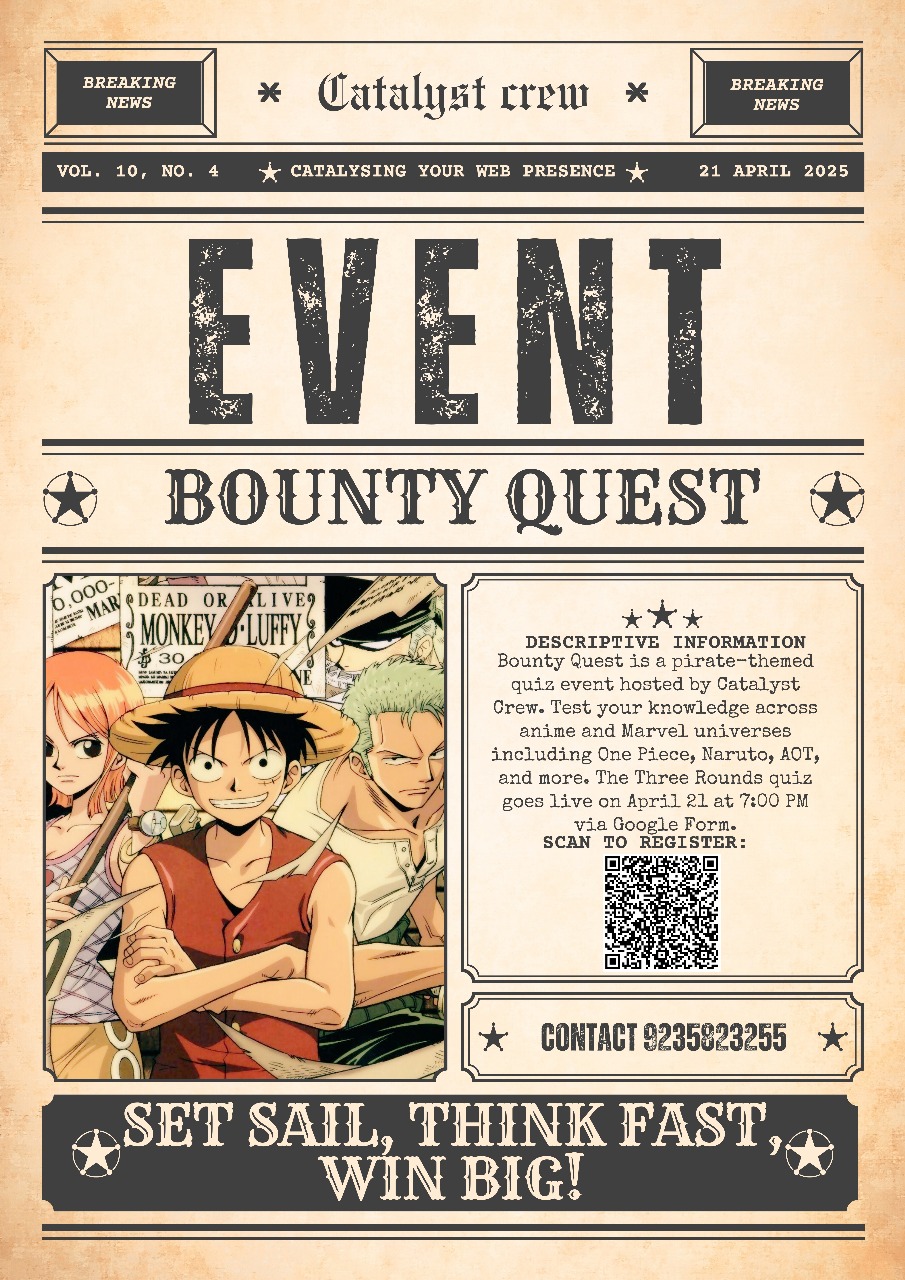 BREAKING
NEWS
Catalyst crew
BREAKING
NEWS
VOL. 10, NO. 4
CATALYSING YOUR WEB PRESENCE
21 APRIL 2025
EVENT
BOUNTY QUEST
0,000-
MAR
DEAD OR ALIVE
MONKEY D·LUFFY
30
DESCRIPTIVE INFORMATION
Bounty Quest is a pirate-themed
quiz event hosted by Catalyst
Crew. Test your knowledge across
anime and Marvel universes
including One Piece, Naruto, AOT,
and more. The Three Rounds quiz
goes live on April 21 at 7:00 PM
via Google Form.
SCAN TO REGISTER:
CONTACT 9235823255
SET SAIL, THINK FAST,
WIN BIG!